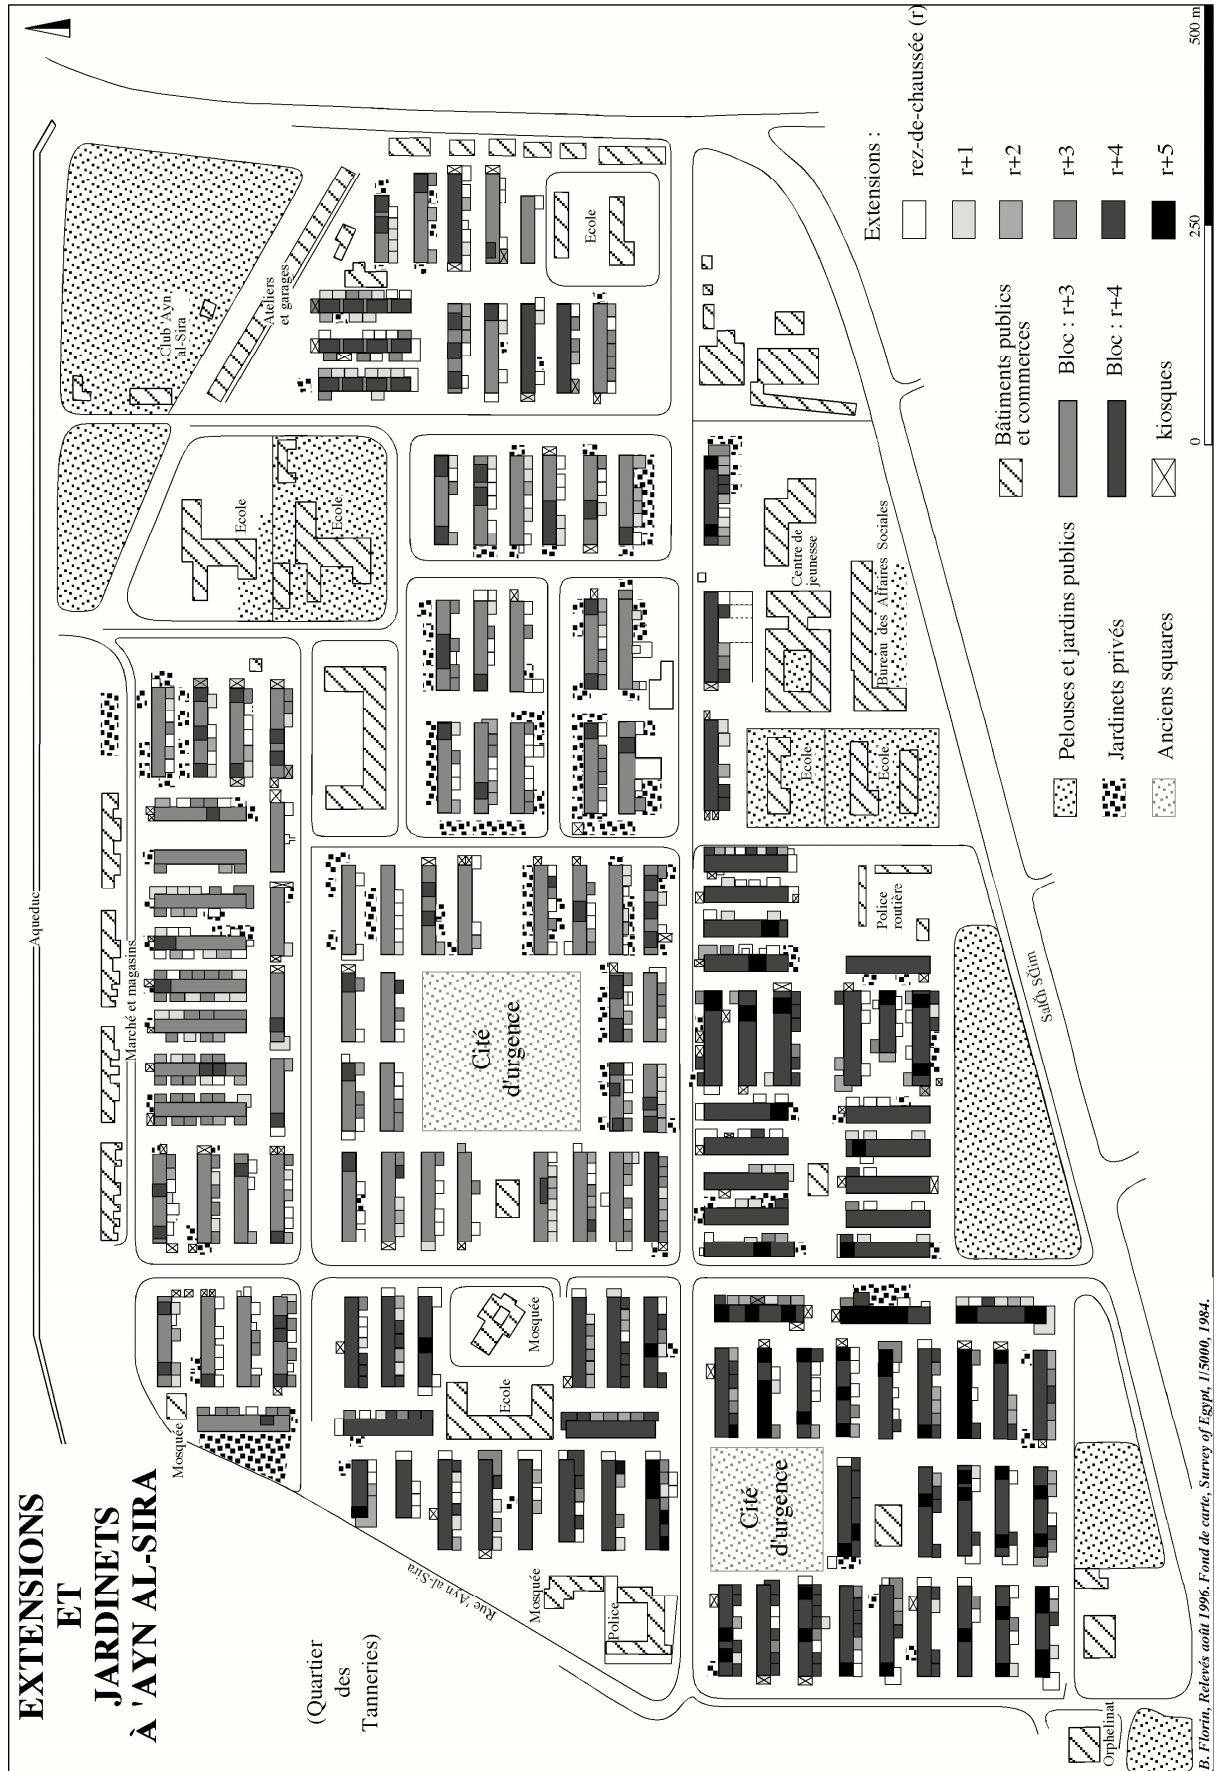 EXTENSIONS
ET
JARDINETS
À 'AYN AL-SIRA
(Quartier
des
Tanneries)
Aqueduc
Marché et magasins
Club Ayn
al-Sira
Ateliers
et garages
Ecole
Ecole
Ecole
Mosquée
Rue 'Ayn al-Sira
Mosquée
Police
Ecole
Mosquée
Cité
d'urgence
Cité
d'urgence
Centre de
jeunesse
Bureau des Affaires Sociales
Ecole
Ecole
Police
routière
Orphelinat
Pelouses et jardins publics
Jardinets privés
Anciens squares
Bâtiments publics
et commerces
Bloc : r+3
Bloc : r+4
kiosques
Extensions :
rez-de-chaussée (r)
r+1
r+2
r+3
r+4
r+5
0
250
500 m
B. Florin, Relevés août 1996. Fond de carte, Survey of Egypt, 1/5000, 1984.